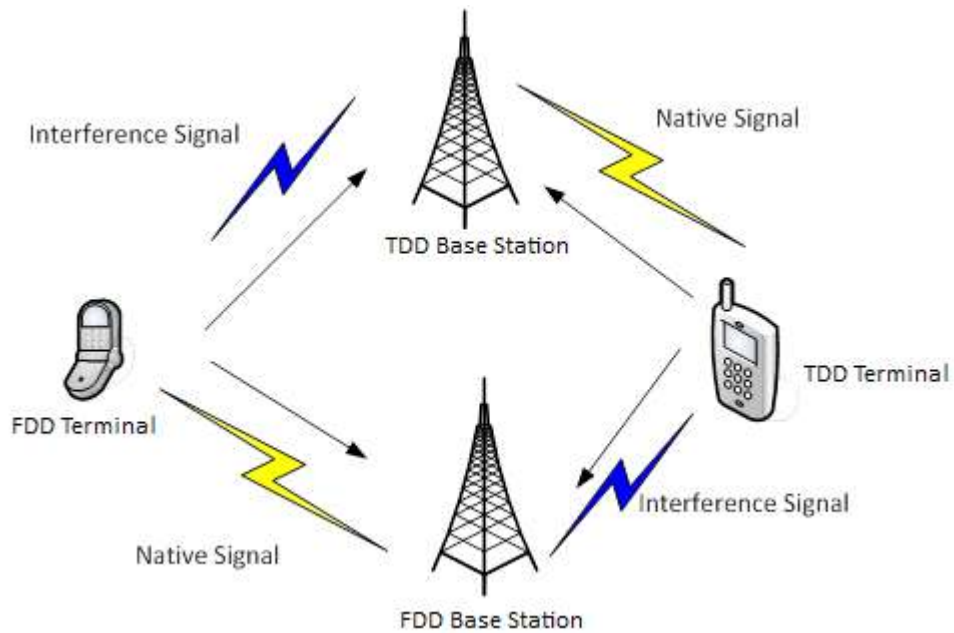 Interference Signal
Native Signal
TDD Base Station
TDD Terminal
FDD Terminal
Interference Signal
Native Signal
FDD Base Station